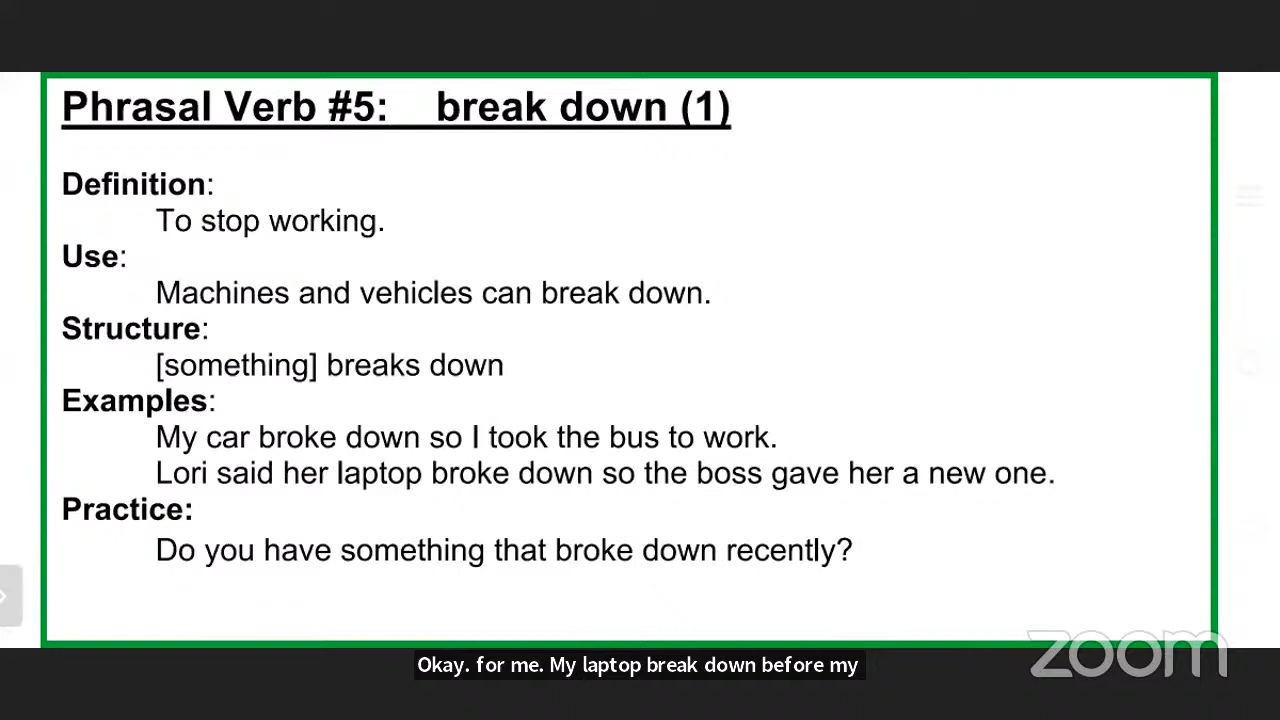 Phrasal Verb #5: break down (1)
Definition:
To stop working.
Use:
Machines and vehicles can break down.
Structure:
[something] breaks down
Examples:
My car broke down so I took the bus to work.
Lori said her laptop broke down so the boss gave her a new one.
Practice:
Do you have something that broke down recently?
zoom
Okay. for me. My laptop break down before my